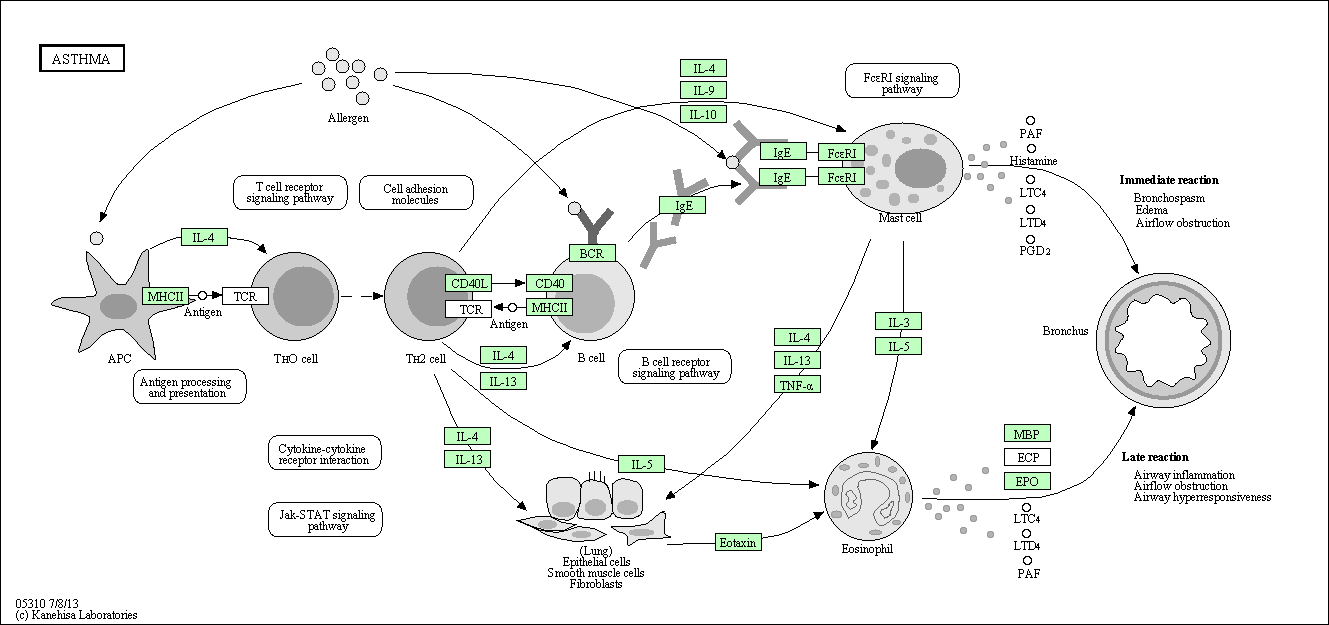 ASTHMA
Allergen
IL-4
IL-9
IL-10
FcεRI signaling
pathway
PAF
Histamine
LTC4
LTD4
PGD2
IgE
FcεRI
IgE
FcεRI
Mast cell
Immediate reaction
Bronchospasm
Edema
Airflow obstruction
T cell receptor
signaling pathway
Cell adhesion
molecules
IgE
IL-4
BCR
MHCII
Antigen
TCR
CD40L
CD40
TCR
Antigen
MHCII
APC
TH0 cell
TH2 cell
B cell
IL-4
IL-13
B cell receptor
signaling pathway
Antigen processing
and presentation
IL-4
IL-13
TNF-α
IL-3
IL-5
Bronchus
Cytokine-cytokine
receptor interaction
Jak-STAT signaling
pathway
IL-4
IL-13
IL-5
MBP
ECP
EPO
LTC4
LTD4
PAF
Late reaction
Airway inflammation
Airflow obstruction
Airway hyperresponsiveness
Eotaxin
Eosinophil
(Lung)
Epithelial cells
Smooth muscle cells
Fibroblasts
05310 7/8/13
(c) Kanehisa Laboratories